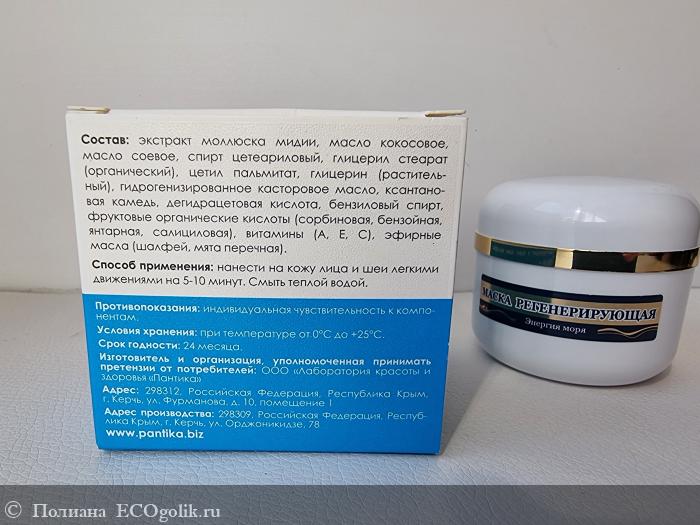 Состав: экстракт моллюска мидии, масло кокосовое,
масло соевое, спирт цетеариловый, глицерил стеарат
(органический), цетил пальмитат, глицерин (раститель-
ный), гидрогенизированное касторовое масло, ксантано-
вая камедь, дегидрацетовая кислота, бензиловый спирт,
фруктовые органические кислоты (сорбиновая, бензойная,
янтарная, салициловая), витамины (А, Е, С), эфирные
масла (шалфей, мята перечная).
Способ применения: нанести на кожу лица и шеи легкими
движениями на 5-10 минут. Смыть теплой водой.
Противопоказания: индивидуальная чувствительность к компо-
нентам.
Условия хранения: при температуре от 0°С до +25°С.
Срок годности: 24 месяца.
Изготовитель и организация, уполномоченная принимать
претензии от потребителей: ООО «Лаборатория красоты и
здоровья «Пантика»
Адрес: 298312, Российская Федерация, Республика Крым,
г. Керчь, ул. Фурманова, д. 10, помещение 1
Адрес производства: 298309, Российская Федерация, Респуб-
лика Крым, г. Керчь, ул. Орджоникидзе, 78
www.pantika.biz
МАСКА РЕГЕНЕРИРУЮЩАЯ
Энергия моря
© Полиана ECOgolik.ru